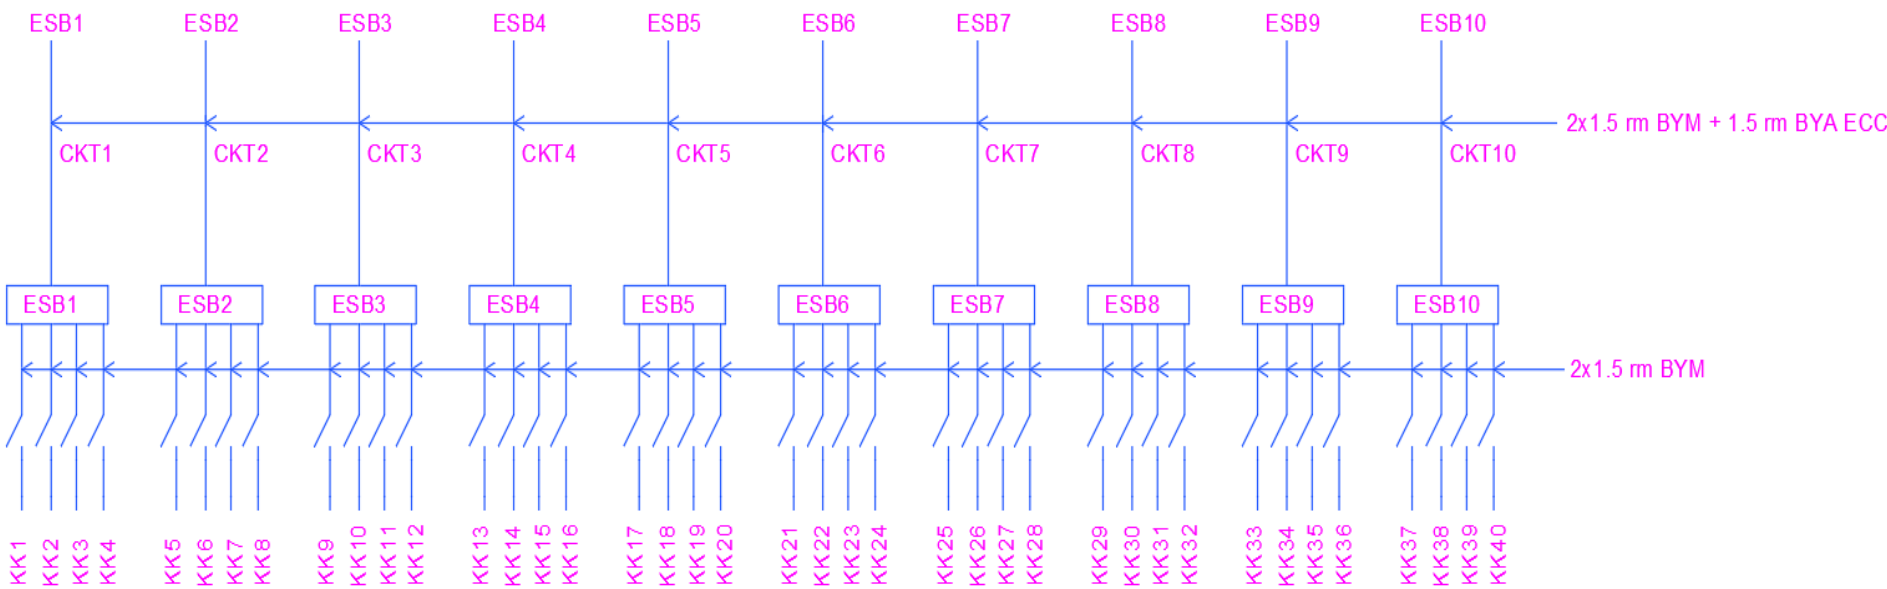 ESB1 ESB2 ESB3 ESB4 ESB5 ESB6 ESB7 ESB8 ESB9 ESB10
2x1.5 rm BYM + 1.5 rm BYA ECC
CKT1 CKT2 CKT3 CKT4 CKT5 CKT6 CKT7 CKT8 CKT9 CKT10
ESB1 ESB2 ESB3 ESB4 ESB5 ESB6 ESB7 ESB8 ESB9 ESB10
2x1.5 rm BYM
KK1
KK2
KK3
KK4
KK5
KK6
KK7
KK8
KK9
KK10
KK11
KK12
KK13
KK14
KK15
KK16
KK17
KK18
KK19
KK20
KK21
KK22
KK23
KK24
KK25
KK26
KK27
KK28
KK29
KK30
KK31
KK32
KK33
KK34
KK35
KK36
KK37
KK38
KK39
KK40